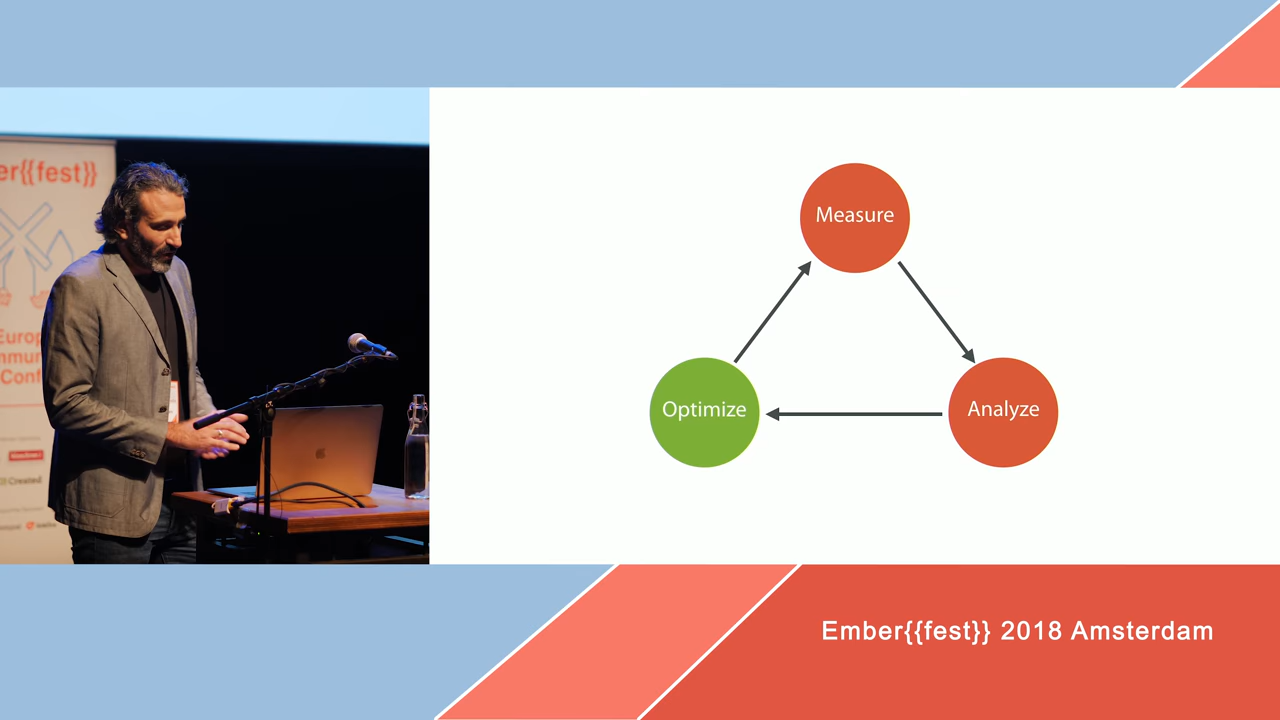 er{{fest}}
Europ
mmun
Conf
Created
Measure
Optimize
Analyze
Ember{{fest}} 2018 Amsterdam